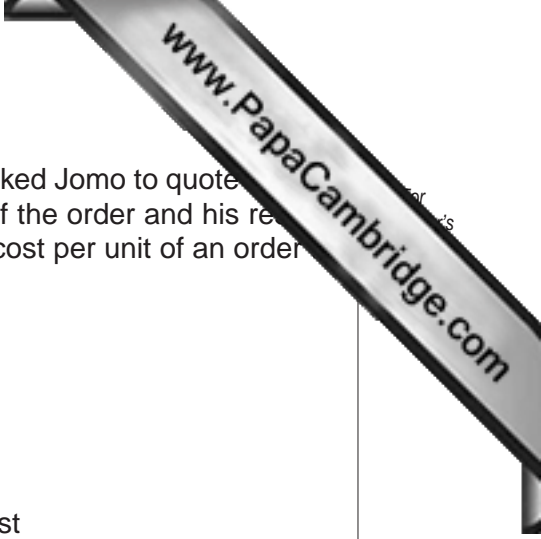 www.PapaCambridge.com
ked Jomo to quote
f the order and his re
cost per unit of an order
st